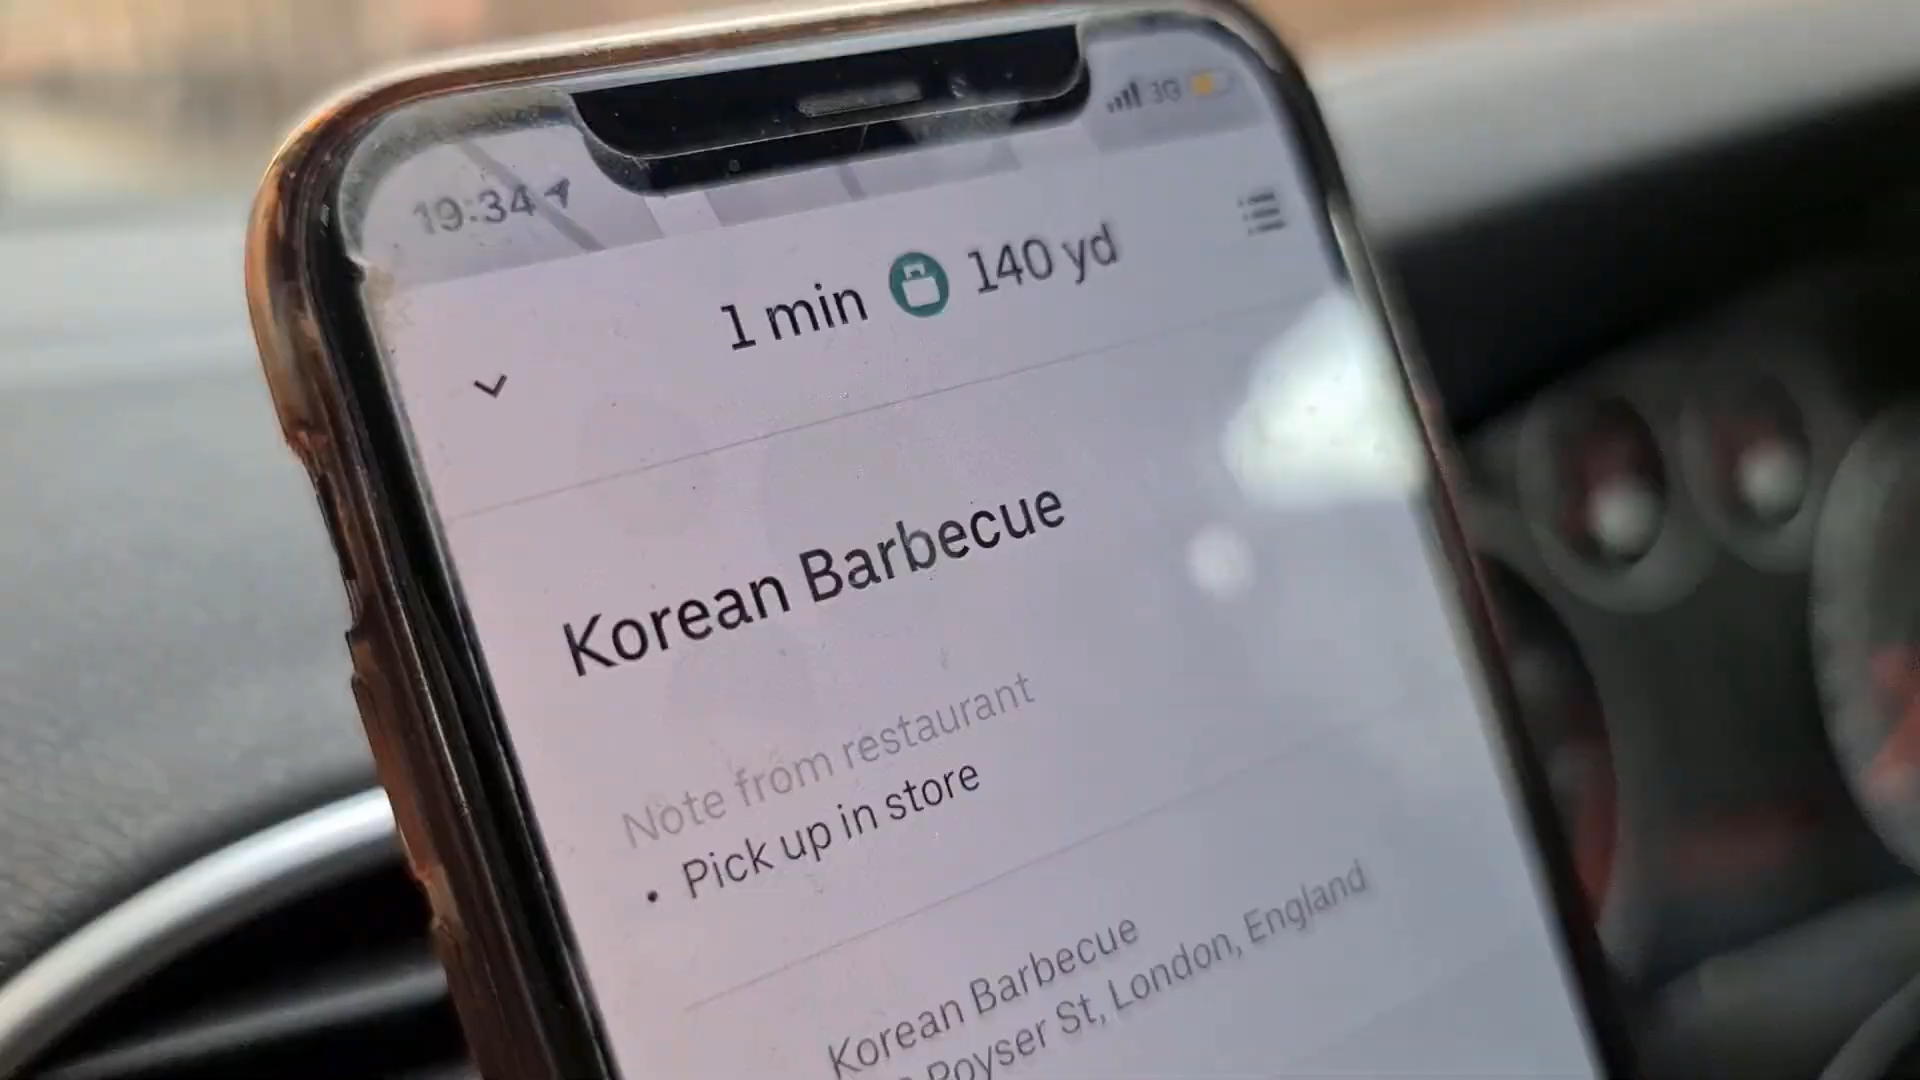 19:34
3G
1 min 140 yd
Korean Barbecue
Note from restaurant
• Pick up in store
Korean Barbecue
Poyser St, London, England